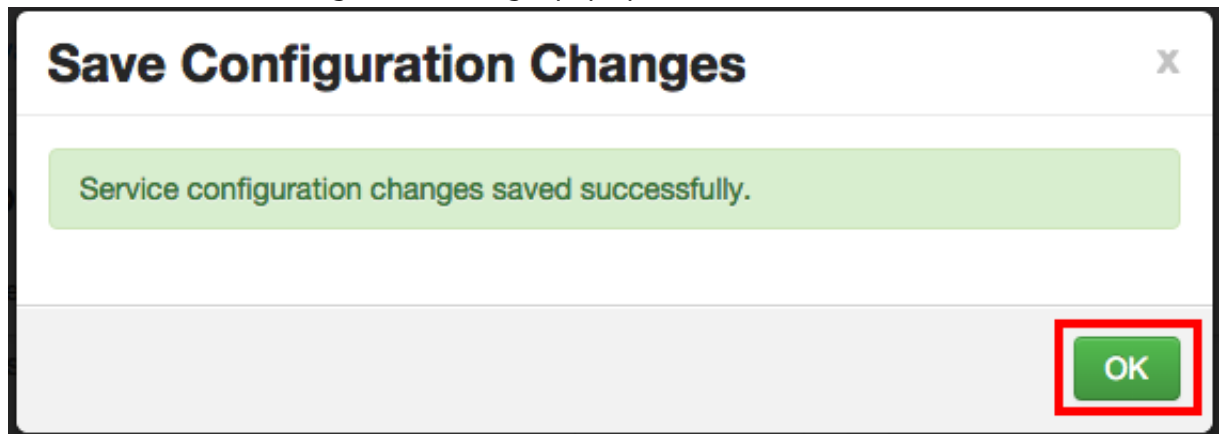 Save Configuration Changes
x
Service configuration changes saved successfully.
OK